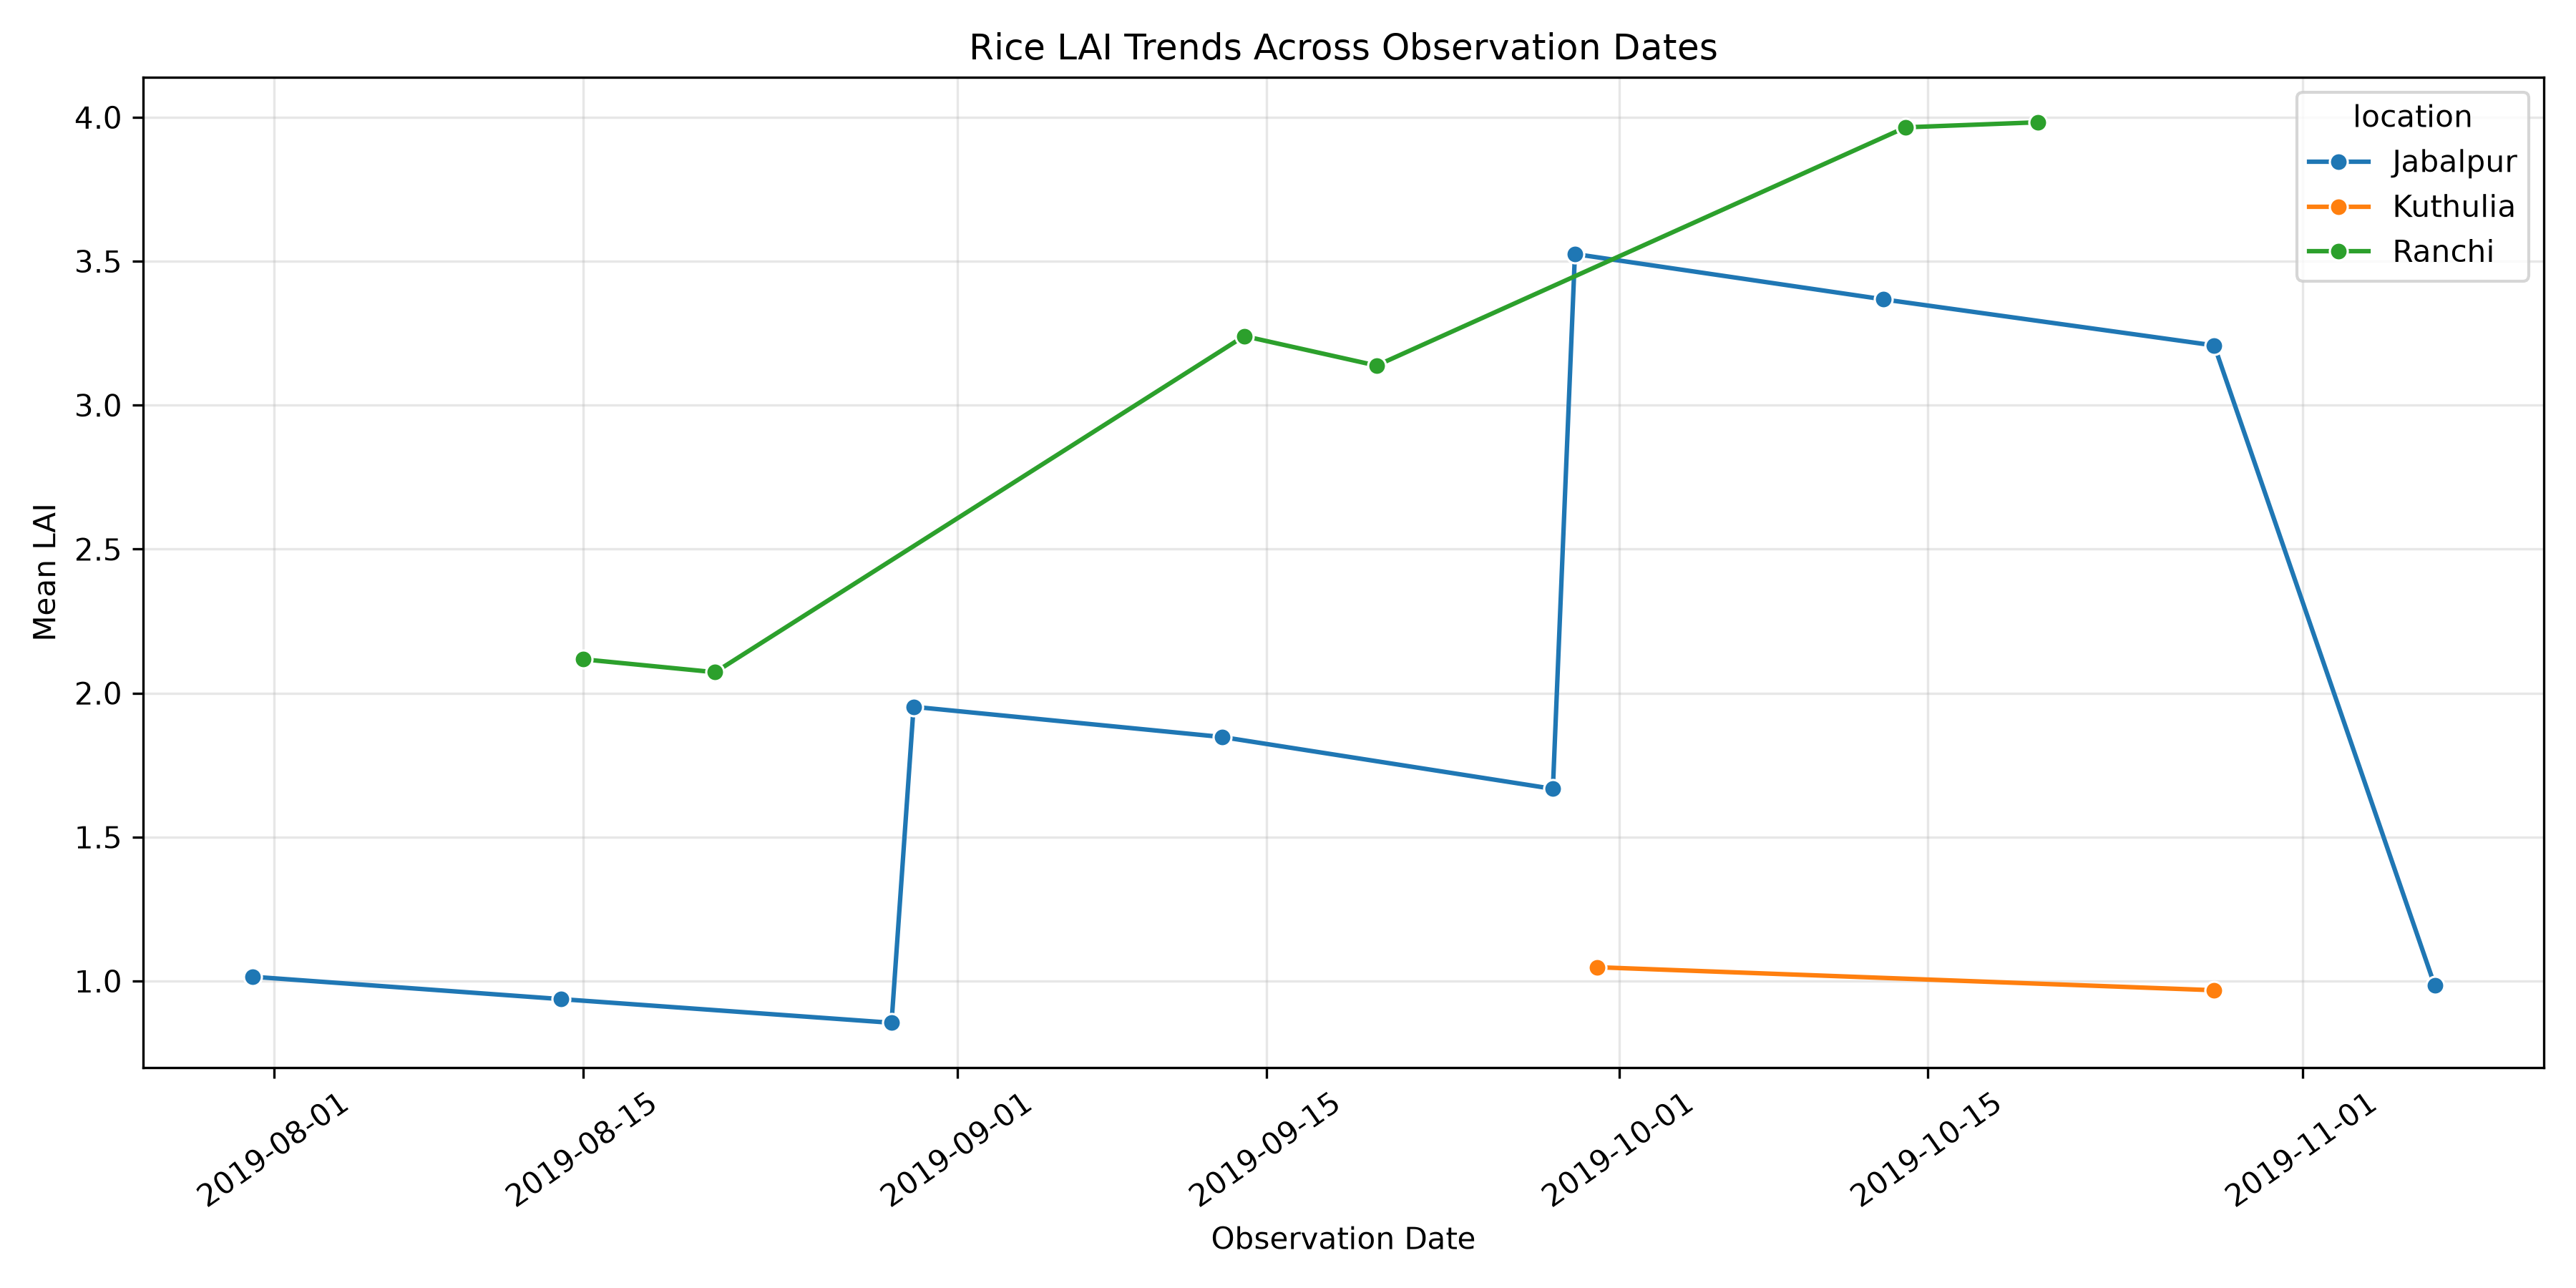 Rice LAI Trends Across Observation Dates
4.0
3.5
3.0
2.5
2.0
1.5
1.0
Mean LAI
location
Jabalpur
Kuthulia
Ranchi
2019-08-01
2019-08-15
2019-09-01
2019-09-15
2019-10-01
2019-10-15
2019-11-01
Observation Date